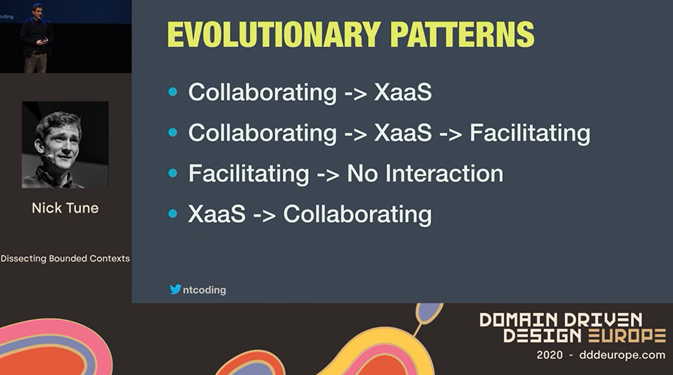 coding
EVOLUTIONARY PATTERNS
Collaborating -> XaaS
Collaborating -> XaaS -> Facilitating
Facilitating -> No Interaction
XaaS -> Collaborating
Nick Tune
Dissecting Bounded Contexts
ntcoding
DOMAIN DRIVEN
DESIGN EUROPE
2020 - dddeurope.com